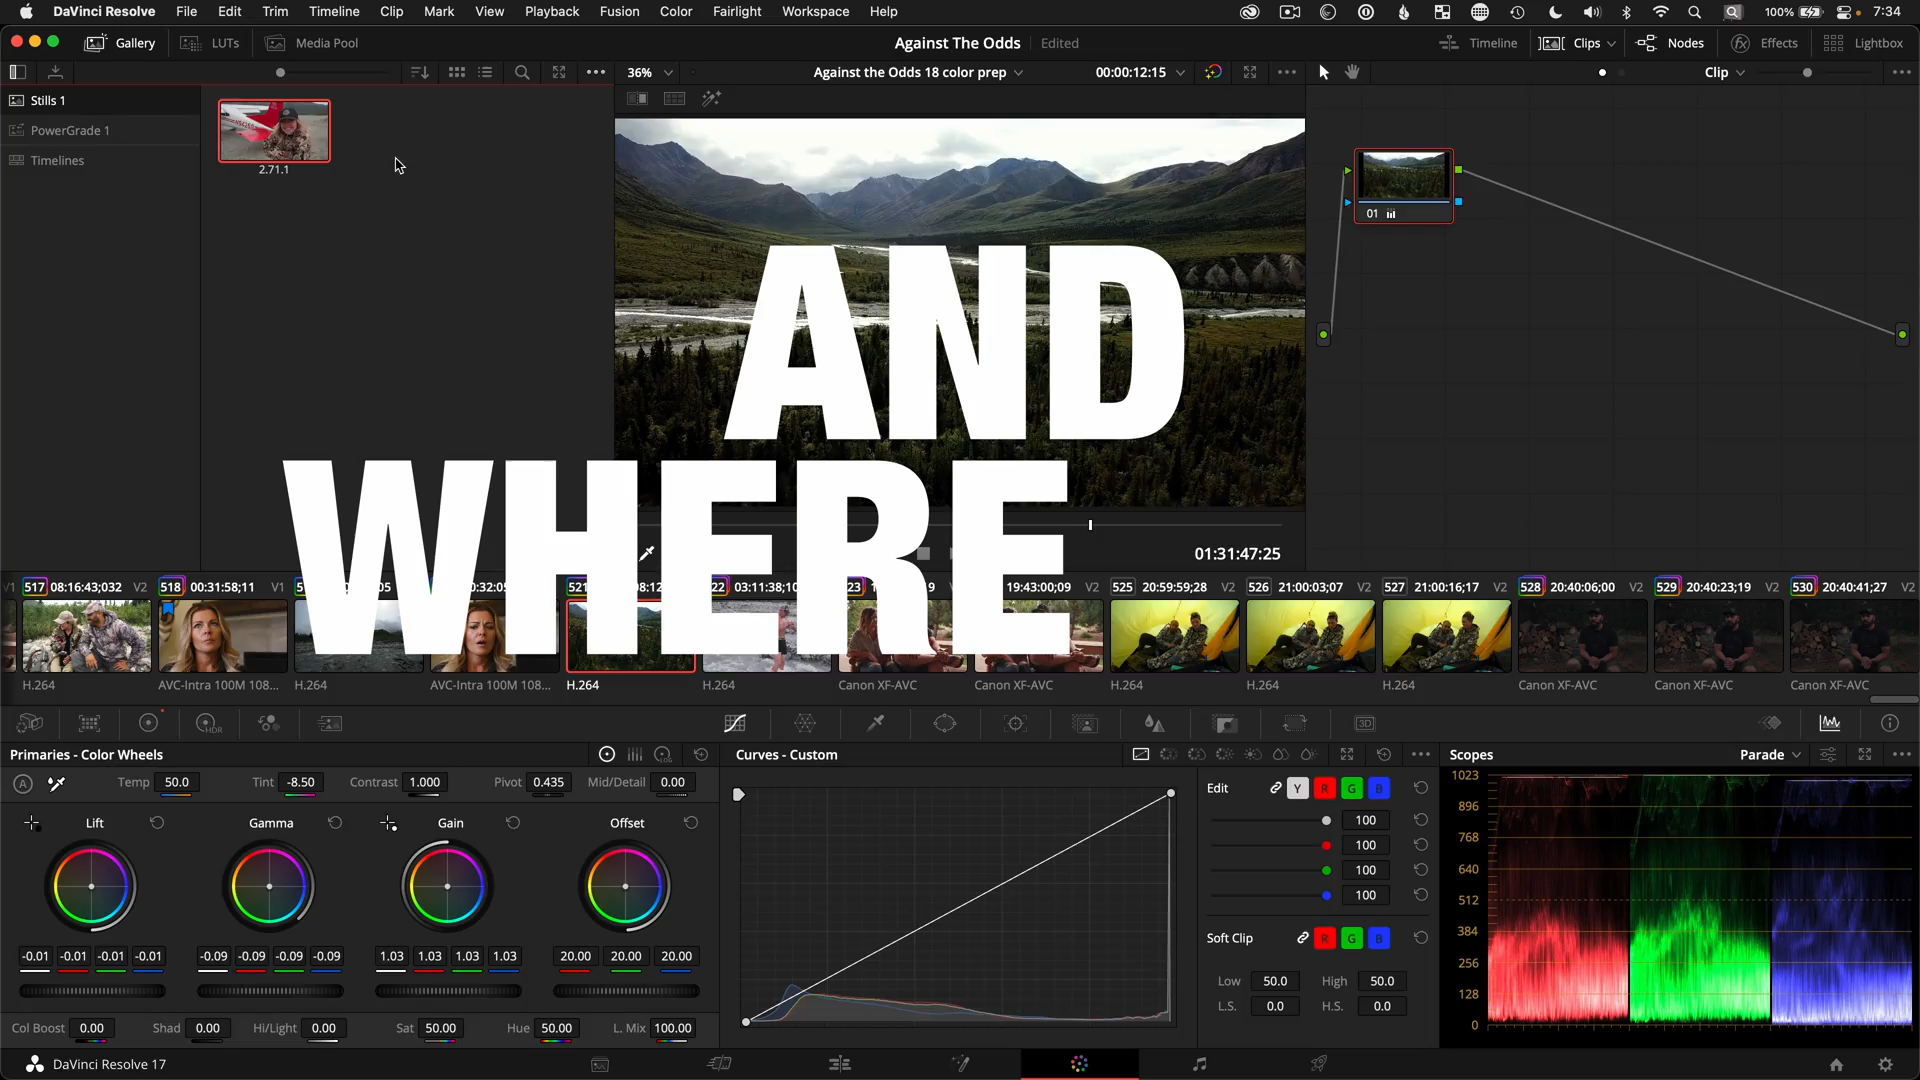 DaVinci Resolve File Edit Trim Timeline Clip Mark View Playback Fusion Color Fairlight Workspace Help 100% 7:34
Gallery LUTs Media Pool Against The Odds Edited Timeline Clips Nodes Effects Lightbox
36% Against the Odds 18 color prep 00:00:12:15 Clip
Stills 1
PowerGrade 1
Timelines
2.71.1
01
AND
WHERE
01:31:47:25
V1 517 08:16:43;032 V2 518 00:31:58;11 V1 521 03:11:38;10 19:43:00;09 V2 525 20:59:59;28 V2 526 21:00:03;07 V2 527 21:00:16;17 V2 528 20:40:06;00 V2 529 20:40:23;19 V2 530 20:40:41;27 V2
H.264 AVC-Intra 100M 108... H.264 AVC-Intra 100M 108... H.264 H.264 Canon XF-AVC Canon XF-AVC H.264 H.264 H.264 Canon XF-AVC Canon XF-AVC Canon XF-AVC
HDR 3D
Primaries - Color Wheels LOG Curves - Custom Scopes Parade
A Temp 50.0 Tint -8.50 Contrast 1.000 Pivot 0.435 Mid/Detail 0.00
Lift Gamma Gain Offset
-0.01 -0.01 -0.01 -0.01 -0.09 -0.09 -0.09 -0.09 1.03 1.03 1.03 1.03 20.00 20.00 20.00
Col Boost 0.00 Shad 0.00 Hi/Light 0.00 Sat 50.00 Hue 50.00 L. Mix 100.00
Edit Y R G B
100
100
100
100
Soft Clip R G B
Low 50.0 High 50.0
L.S. 0.0 H.S. 0.0
1023
896
768
640
512
384
256
128
0
DaVinci Resolve 17